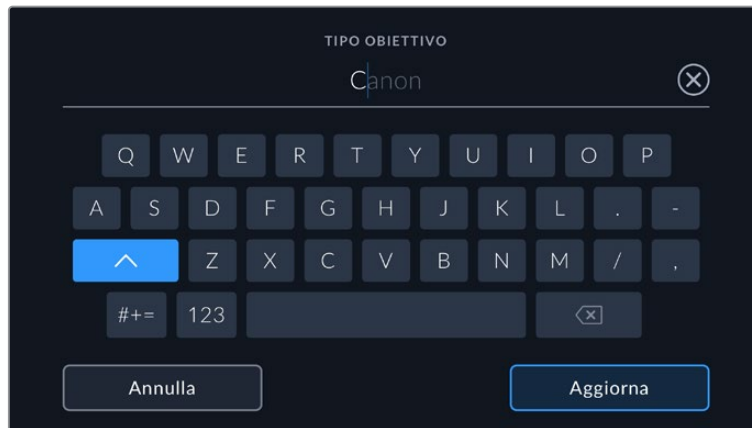 TIPO OBIETTIVO
Canon
Q W E R T Y U I O P
A S D F G H J K L . -
Z X C V B N M / ,
#+= 123
Annulla Aggiorna